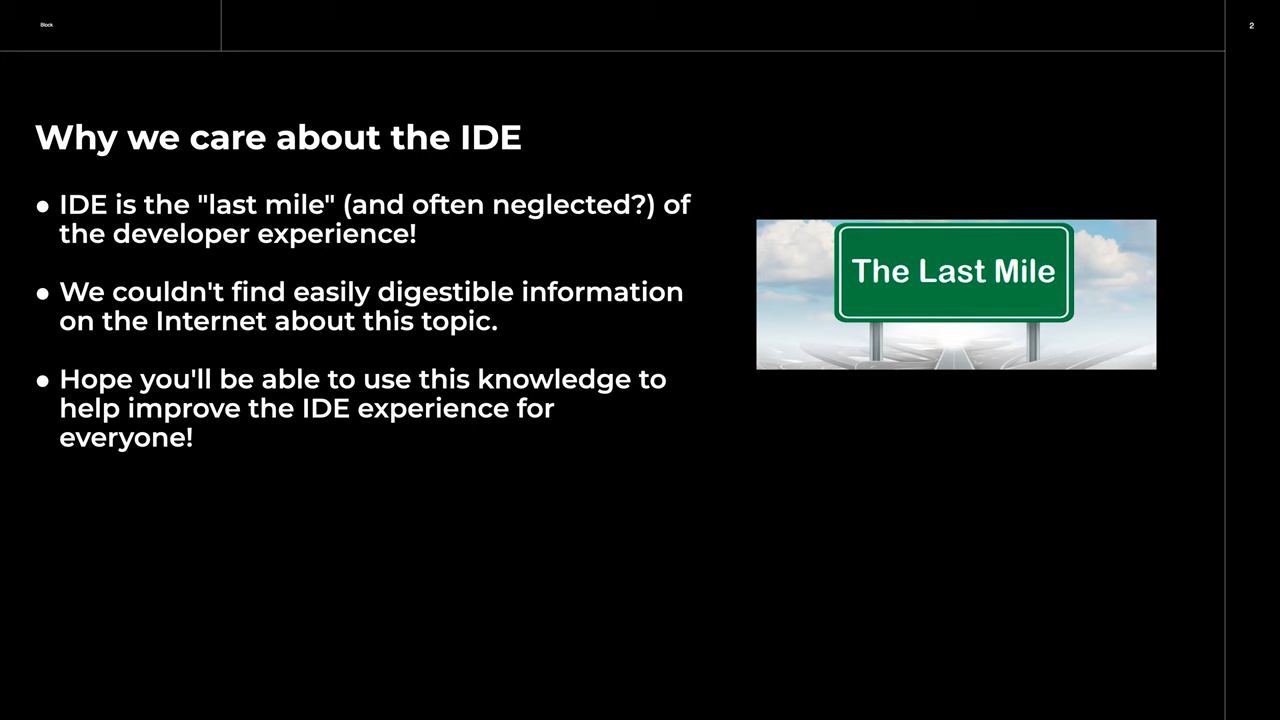 Block
2
Why we care about the IDE
● IDE is the "last mile" (and often neglected?) of
the developer experience!
● We couldn't find easily digestible information
on the Internet about this topic.
● Hope you'll be able to use this knowledge to
help improve the IDE experience for
everyone!
The Last Mile